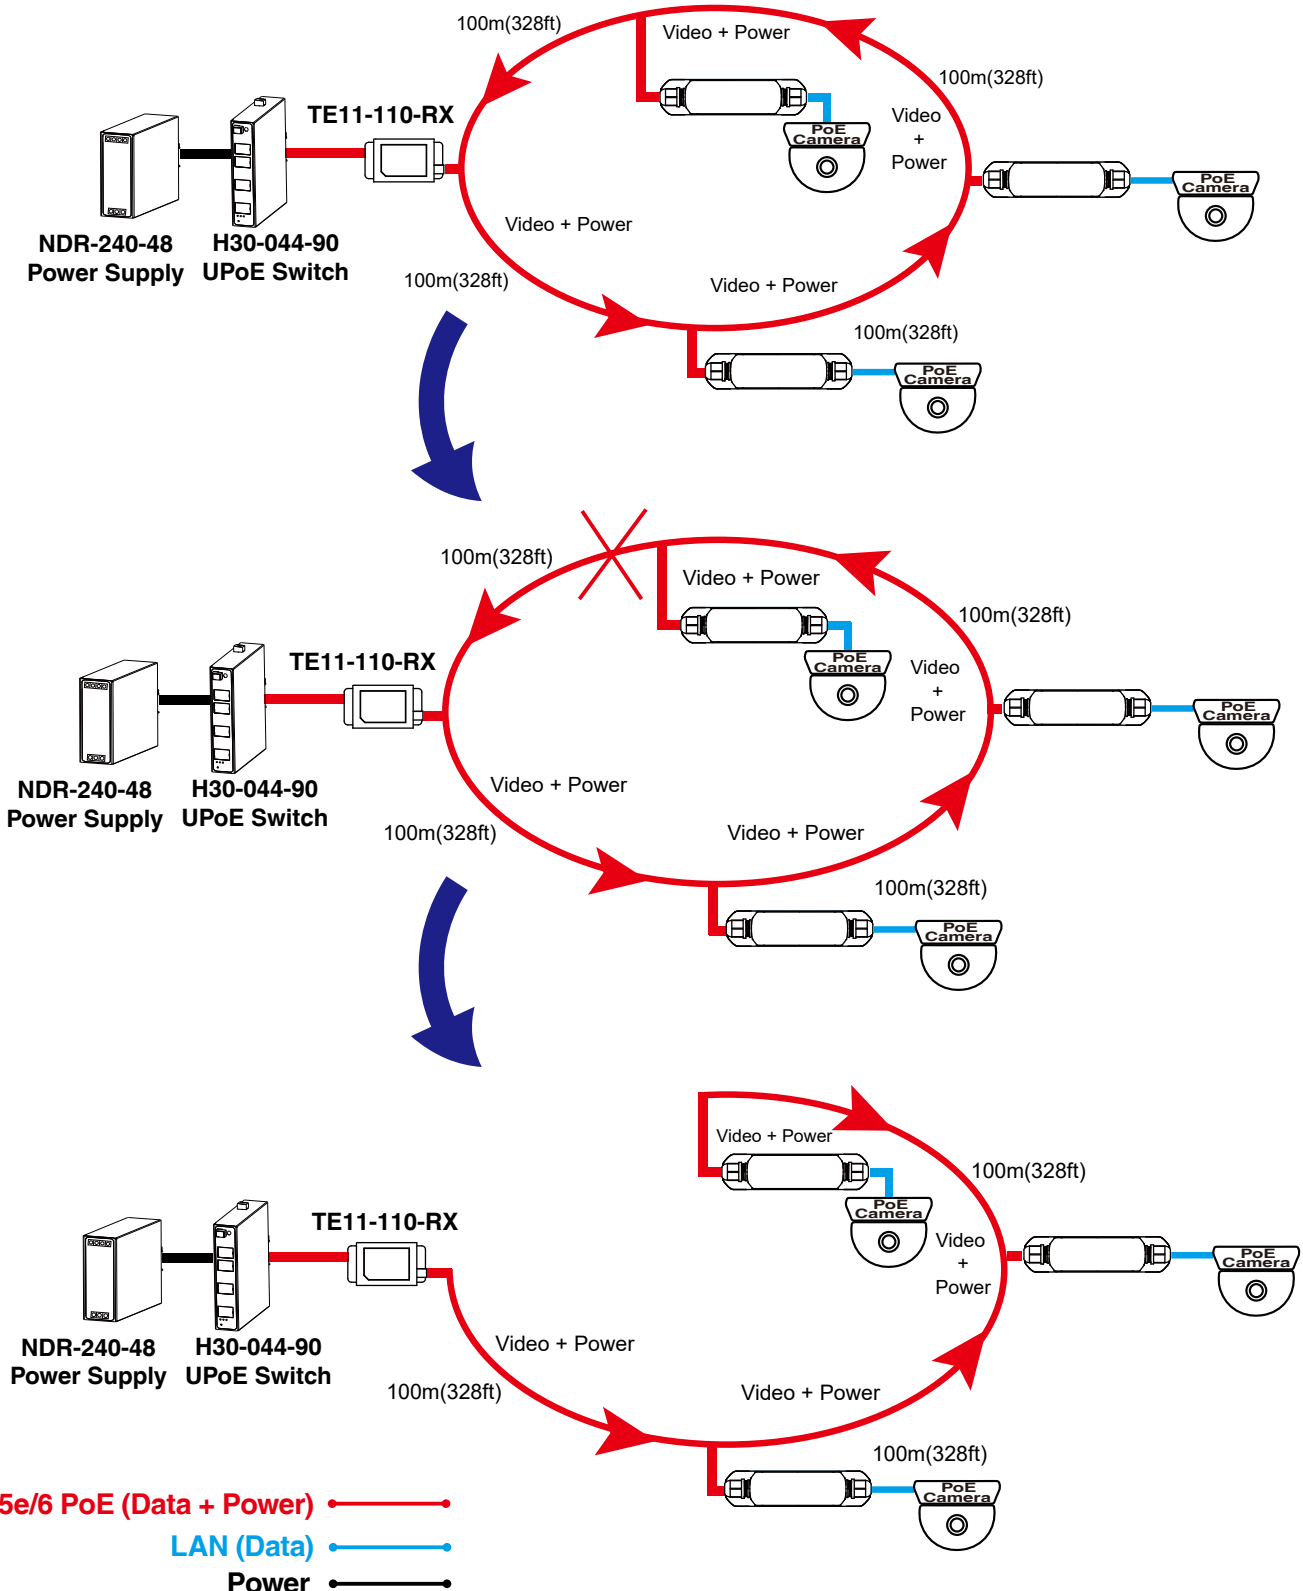 100m(328ft)
Video + Power
100m(328ft)
TE11-110-RX
Video
+
Power
PoE
Camera
PoE
Camera
NDR-240-48
Power Supply
H30-044-90
UPoE Switch
Video + Power
100m(328ft)
Video + Power
100m(328ft)
PoE
Camera
100m(328ft)
Video + Power
100m(328ft)
TE11-110-RX
PoE
Camera
Video
+
Power
PoE
Camera
NDR-240-48
Power Supply
H30-044-90
UPoE Switch
Video + Power
100m(328ft)
Video + Power
100m(328ft)
PoE
Camera
Video + Power
100m(328ft)
TE11-110-RX
PoE
Camera
Video
+
Power
PoE
Camera
NDR-240-48
Power Supply
H30-044-90
UPoE Switch
Video + Power
100m(328ft)
Video + Power
100m(328ft)
PoE
Camera
5e/6 PoE (Data + Power)
LAN (Data)
Power